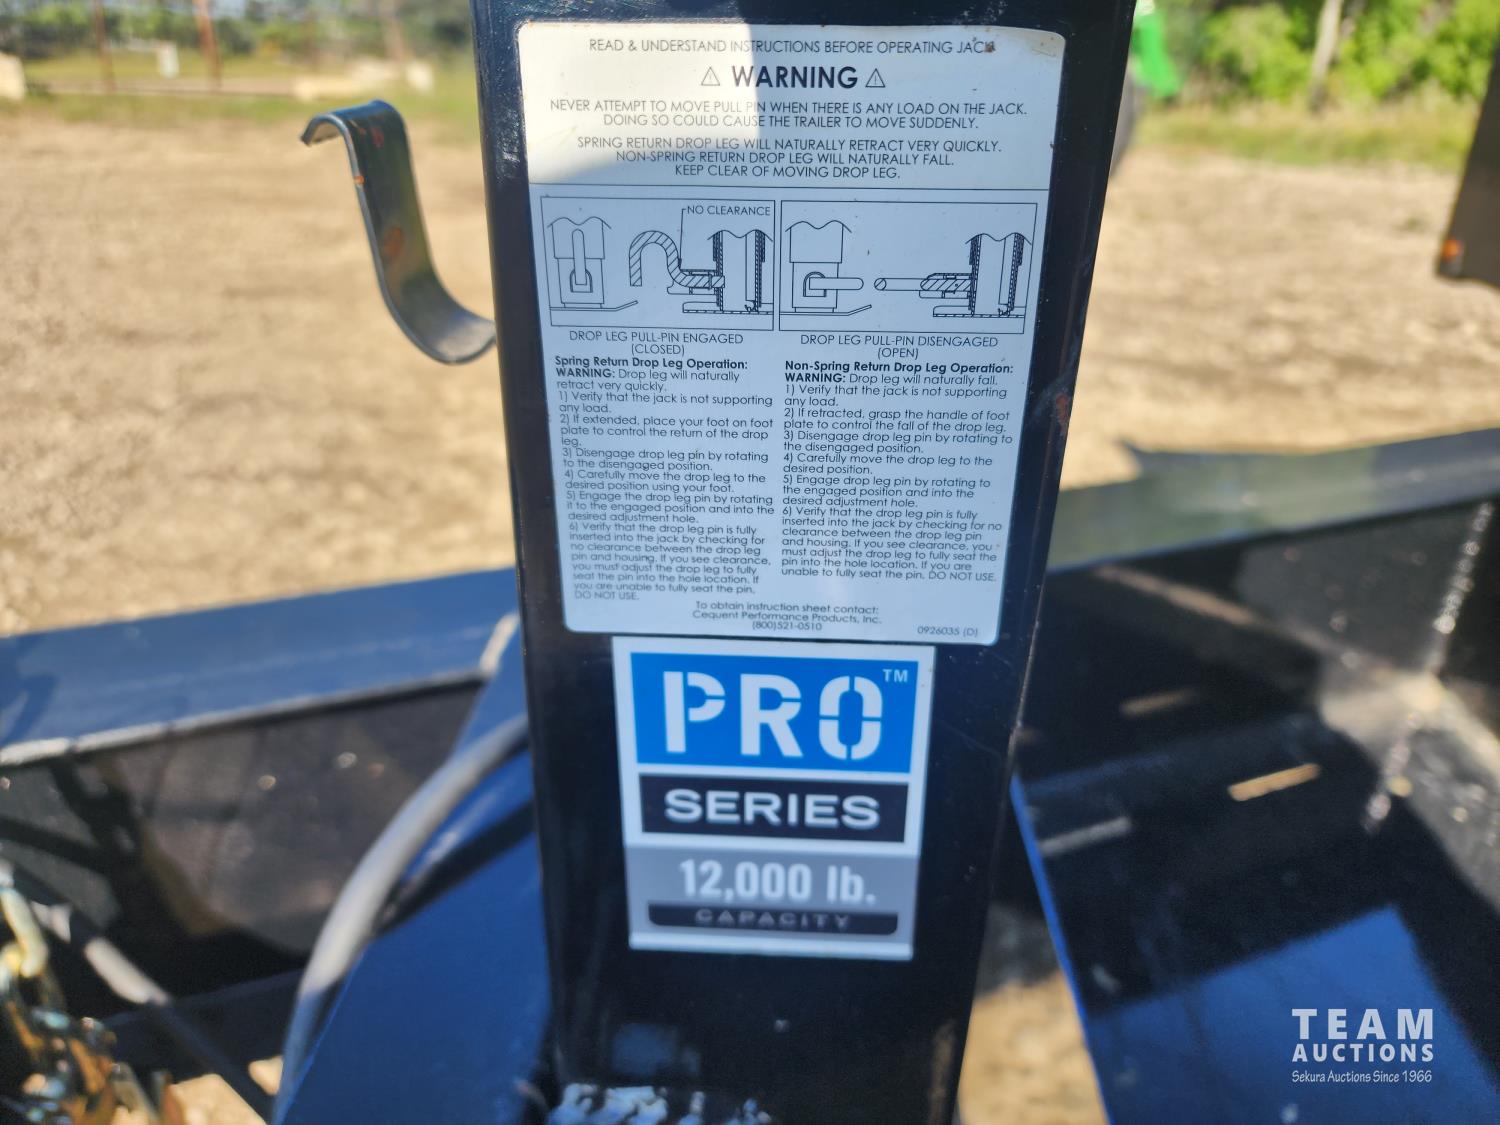 READ & UNDERSTAND INSTRUCTIONS BEFORE OPERATING JACK
⚠ WARNING ⚠
NEVER ATTEMPT TO MOVE PULL PIN WHEN THERE IS ANY LOAD ON THE JACK.
DOING SO COULD CAUSE THE TRAILER TO MOVE SUDDENLY.
SPRING RETURN DROP LEG WILL NATURALLY RETRACT VERY QUICKLY.
NON-SPRING RETURN DROP LEG WILL NATURALLY FALL.
KEEP CLEAR OF MOVING DROP LEG.
NO CLEARANCE
DROP LEG PULL-PIN ENGAGED
(CLOSED)
Spring Return Drop Leg Operation:
WARNING: Drop leg will naturally
retract very quickly.
1) Verify that the jack is not supporting
any load.
2) If extended, place your foot on foot
plate to control the return of the drop
leg.
3) Disengage drop leg pin by rotating
to the disengaged position.
4) Carefully move the drop leg to the
desired position using your foot.
5) Engage the drop leg pin by rotating
it to the engaged position and into the
desired adjustment hole.
6) Verify that the drop leg pin is fully
inserted into the jack by checking for
no clearance between the drop leg
pin and housing. If you see clearance,
you must adjust the drop leg to fully
seat the pin into the hole location. If
you are unable to fully seat the pin,
DO NOT USE.
DROP LEG PULL-PIN DISENGAGED
(OPEN)
Non-Spring Return Drop Leg Operation:
WARNING: Drop leg will naturally fall.
1) Verify that the jack is not supporting
any load.
2) If retracted, grasp the handle of foot
plate to control the fall of the drop leg.
3) Disengage drop leg pin by rotating to
the disengaged position.
4) Carefully move the drop leg to the
desired position.
5) Engage drop leg pin by rotating to
the engaged position and into the
desired adjustment hole.
6) Verify that the drop leg pin is fully
inserted into the jack by checking for no
clearance between the drop leg pin
and housing. If you see clearance, you
must adjust the drop leg to fully seat the
pin into the hole location. If you are
unable to fully seat the pin, DO NOT USE.
To obtain instruction sheet contact:
Cequent Performance Products, Inc.
(800)521-0510
0926035 (D)
PRO™
SERIES
12,000 lb.
CAPACITY
TEAM
AUCTIONS
Sekura Auctions Since 1966